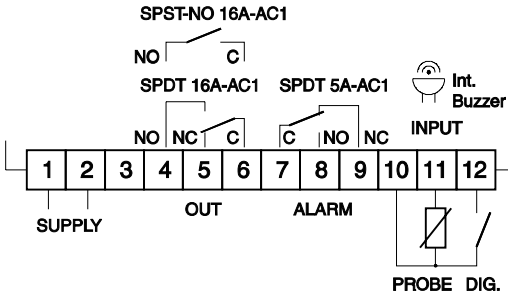 SPST-NO 16A-AC1
NO C
SPDT 16A-AC1 SPDT 5A-AC1
Int.
Buzzer
NO NC C C NO NC
INPUT
1 2 3 4 5 6 7 8 9 10 11 12
SUPPLY OUT ALARM
PROBE DIG.